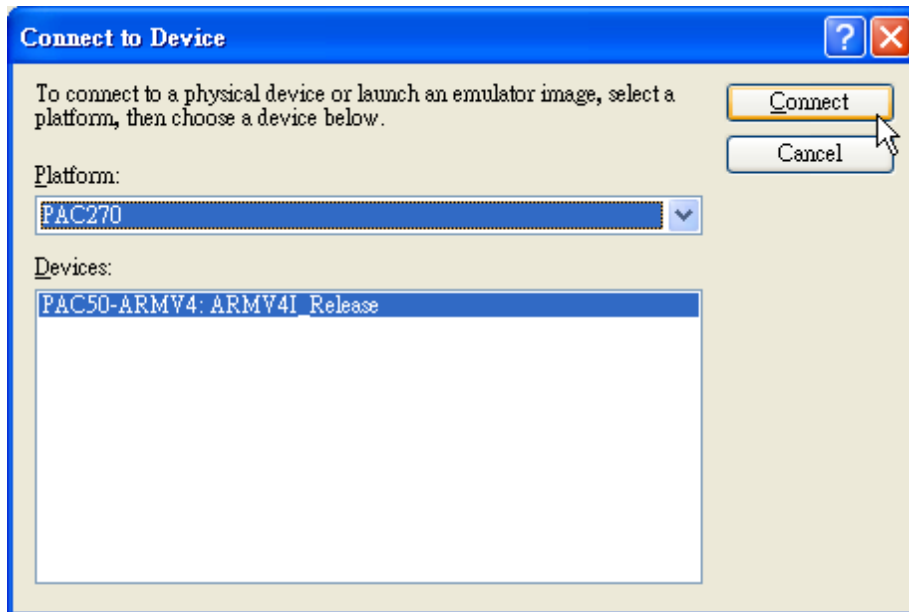 Connect to Device
To connect to a physical device or launch an emulator image, select a
platform, then choose a device below.
Connect
Cancel
Platform:
PAC270
Devices:
PAC50-ARMV4: ARMV4I_Release